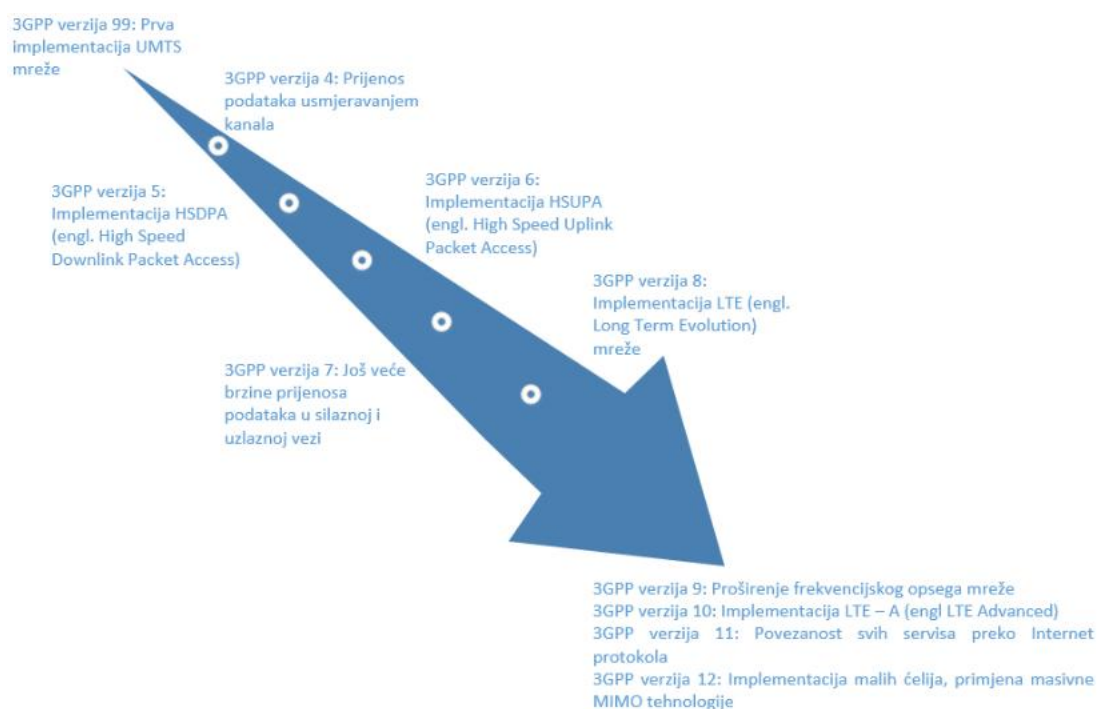 3GPP verzija 99: Prva
implementacija UMTS
mreže
3GPP verzija 4: Prijenos
podataka usmjeravanjem
kanala
3GPP verzija 5:
Implementacija HSDPA
(engl. High Speed
Downlink Packet Access)
3GPP verzija 6:
Implementacija HSUPA
(engl. High Speed Uplink
Packet Access)
3GPP verzija 7: Još veće
brzine prijenosa
podataka u silaznoj i
uzlaznoj vezi
3GPP verzija 8:
Implementacija LTE (engl.
Long Term Evolution)
mreže
3GPP verzija 9: Proširenje frekvencijskog opsega mreže
3GPP verzija 10: Implementacija LTE – A (engl LTE Advanced)
3GPP verzija 11: Povezanost svih servisa preko Internet
protokola
3GPP verzija 12: Implementacija malih ćelija, primjena masivne
MIMO tehnologije